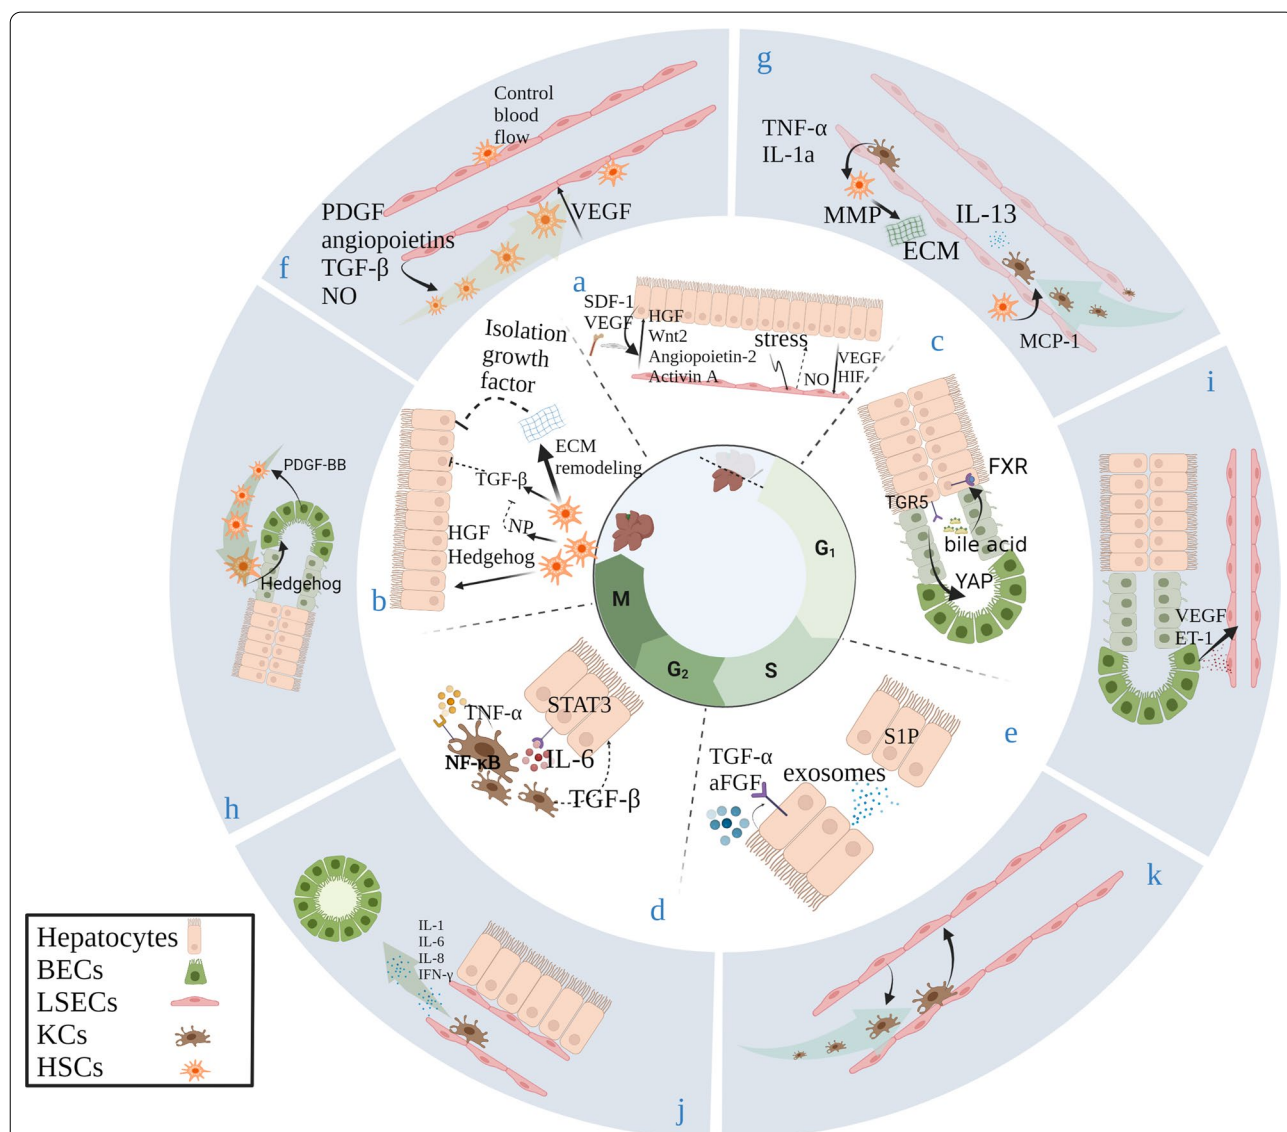 f
Control
blood
flow
PDGF
angiopoietins
TGF-β
NO
VEGF
g
TNF-α
IL-1a
MMP
ECM
IL-13
MCP-1
a
SDF-1
VEGF
HGF
Wnt2
Angiopoietin-2
Activin A
stress
NO
VEGF
HIF
Isolation
growth
factor
ECM
remodeling
TGF-β
NP
HGF
Hedgehog
b
c
FXR
TGR5
bile acid
YAP
G₁
S
G₂
M
i
VEGF
ET-1
h
PDGF-BB
Hedgehog
TNF-α
NF-κB
STAT3
IL-6
TGF-β
d
e
S1P
TGF-α
aFGF
exosomes
j
IL-1
IL-6
IL-8
IFN-γ
k
Hepatocytes
BECs
LSECs
KCs
HSCs